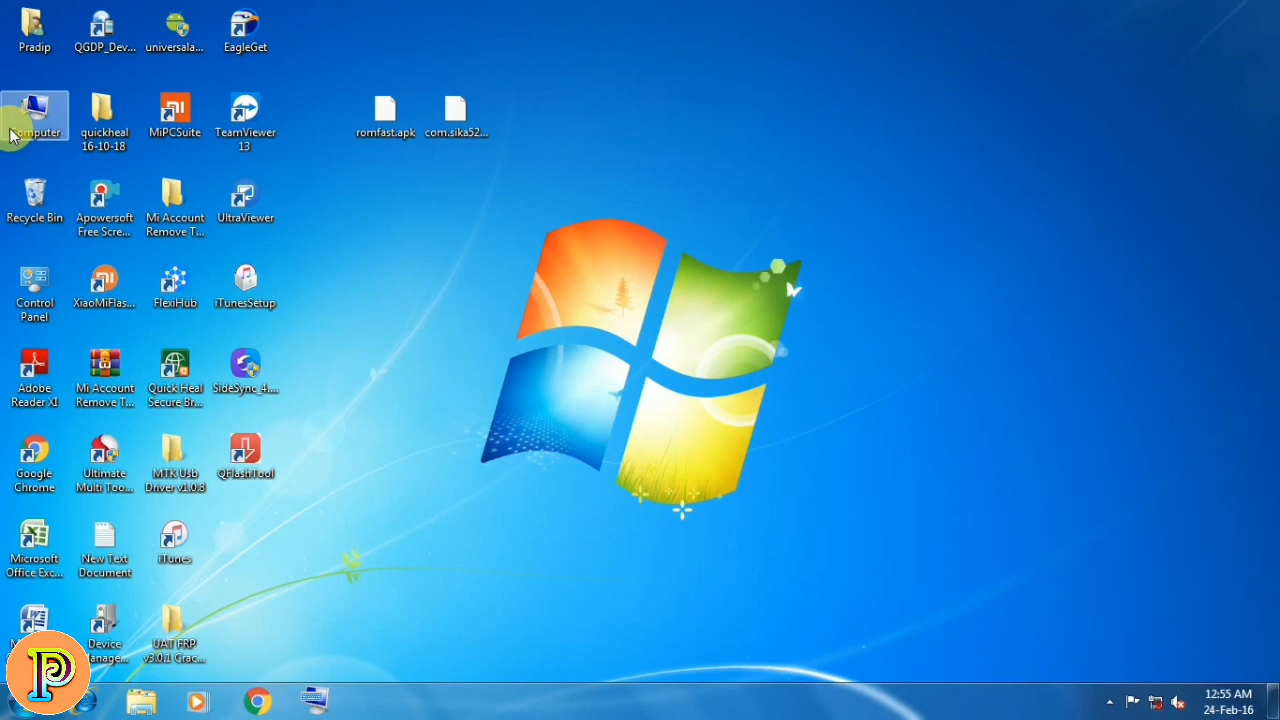 Pradip
QGDP_Dev...
universala...
EagleGet
Computer
quickheal
16-10-18
MiPCSuite
TeamViewer
13
romfast.apk
com.sika52...
Recycle Bin
Apowersoft
Free Scre...
Mi Account
Remove T...
UltraViewer
Control
Panel
XiaoMiFlas...
FlexiHub
iTunesSetup
Adobe
Reader XI
Mi Account
Remove T...
Quick Heal
Secure Br...
SideSync_4....
Google
Chrome
Ultimate
Multi Too...
MTK Usb
Driver v1.0.8
QFlashTool
Microsoft
Office Exc...
New Text
Document
iTunes
Device
Manage...
UAT FRP
v3.0.1 Crac...
P
12:55 AM
24-Feb-16